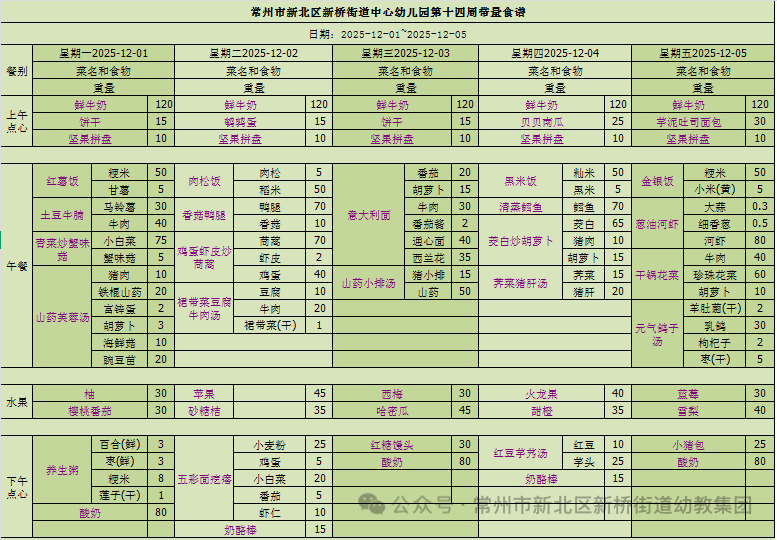 常州市新北区新桥街道中心幼儿园第十四周带量食谱
日期：2025-12-01~2025-12-05
餐别 星期一2025-12-01 星期二2025-12-02 星期三2025-12-03 星期四2025-12-04 星期五2025-12-05
菜名和食物 菜名和食物 菜名和食物 菜名和食物 菜名和食物
重量 重量 重量 重量 重量
上午点心 鲜牛奶 120 鲜牛奶 120 鲜牛奶 120 鲜牛奶 120 鲜牛奶 120
饼干 15 鹌鹑蛋 15 饼干 15 贝贝南瓜 25 芋泥吐司面包 30
坚果拼盘 10 坚果拼盘 10 坚果拼盘 10 坚果拼盘 10 坚果拼盘 10
午餐 红薯饭 粳米 50 肉松饭 肉松 5 意大利面 番茄 20 黑米饭 籼米 50 金银饭 粳米 50
甘薯 5 稻米 50 胡萝卜 15 黑米 5 小米(黄) 5
土豆牛腩 马铃薯 30 香菇鸭腿 鸭腿 70 牛肉 30 清蒸鳕鱼 鳕鱼 70 葱油河虾 大蒜 0.3
牛肉 40 香菇 10 番茄酱 2 茭白炒胡萝卜 茭白 65 细香葱 0.5
青菜炒蟹味菇 小白菜 75 鸡蛋虾皮炒茼蒿 茼蒿 70 通心面 40 猪肉 10 河虾 80
蟹味菇 5 虾皮 2 西兰花 35 胡萝卜 15 干锅花菜 牛肉 40
山药芙蓉汤 猪肉 10 鸡蛋 40 山药小排汤 猪小排 15 荠菜猪肝汤 荠菜 15 珍珠花菜 60
铁棍山药 20 裙带菜豆腐牛肉汤 豆腐 10 山药 50 猪肝 20 胡萝卜 10
富锌蛋 2 牛肉 20 元气鸽子汤 羊肚菌(干) 2
胡萝卜 3 裙带菜(干) 1 乳鸽 30
海鲜菇 10 枸杞子 2
豌豆苗 20 枣(干) 5
水果 柚 30 苹果 45 西梅 30 火龙果 40 蓝莓 30
樱桃番茄 30 砂糖桔 35 哈密瓜 45 甜橙 35 雪梨 40
下午点心 养生粥 百合(鲜) 3 五彩面疙瘩 小麦粉 25 红糖馒头 30 红豆芋艿汤 红豆 10 小猪包 25
枣(鲜) 3 鸡蛋 5 酸奶 80 芋头 25 酸奶 80
粳米 8 小白菜 20 奶酪棒 15
莲子(干) 1 番茄 5
酸奶 80 虾仁 10
奶酪棒 15
公众号·常州市新北区新桥街道幼教集团